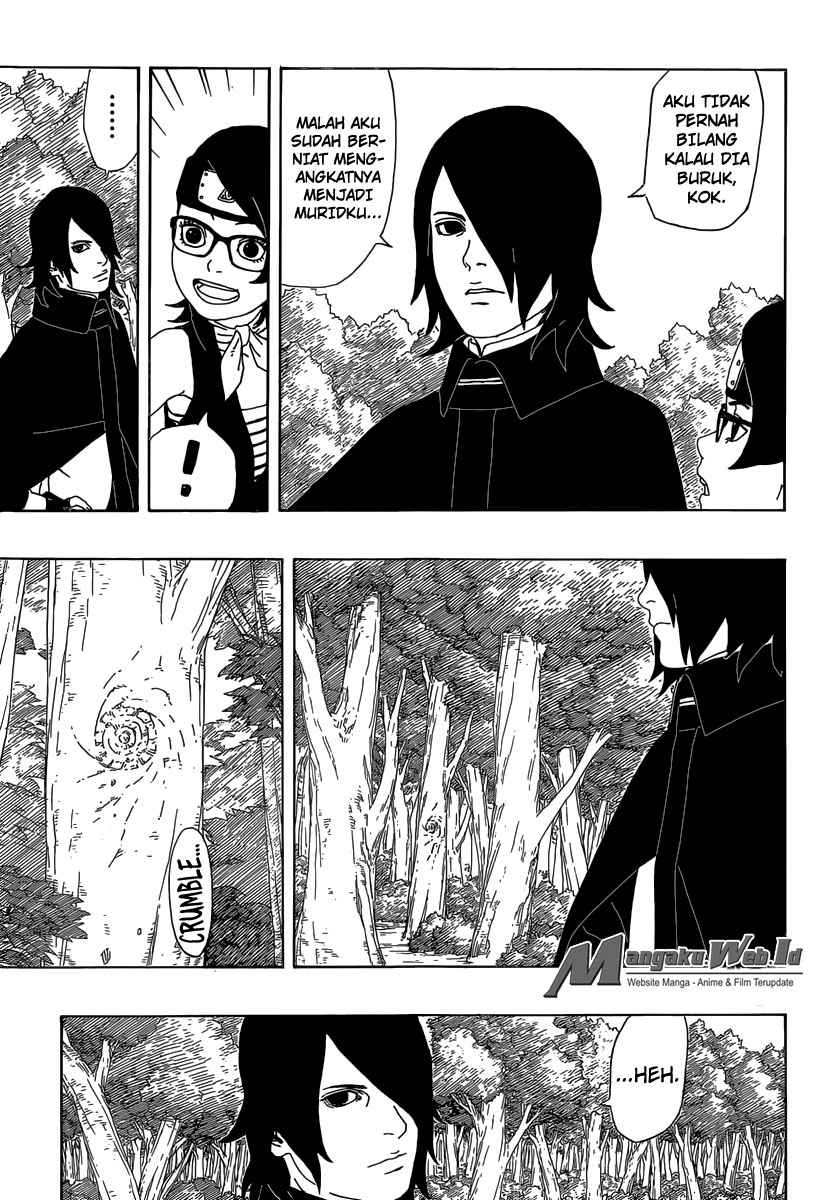 AKU TIDAK
PERNAH
BILANG
KALAU DIA
BURUK,
KOK.
MALAH AKU
SUDAH BER-
NIAT MENG-
ANGKATNYA
MENJADI
MURIDKU...
!
......
CRUMBLE...
Mangaku Web.Id
Website Manga - Anime & Film Terupdate
...HEH.